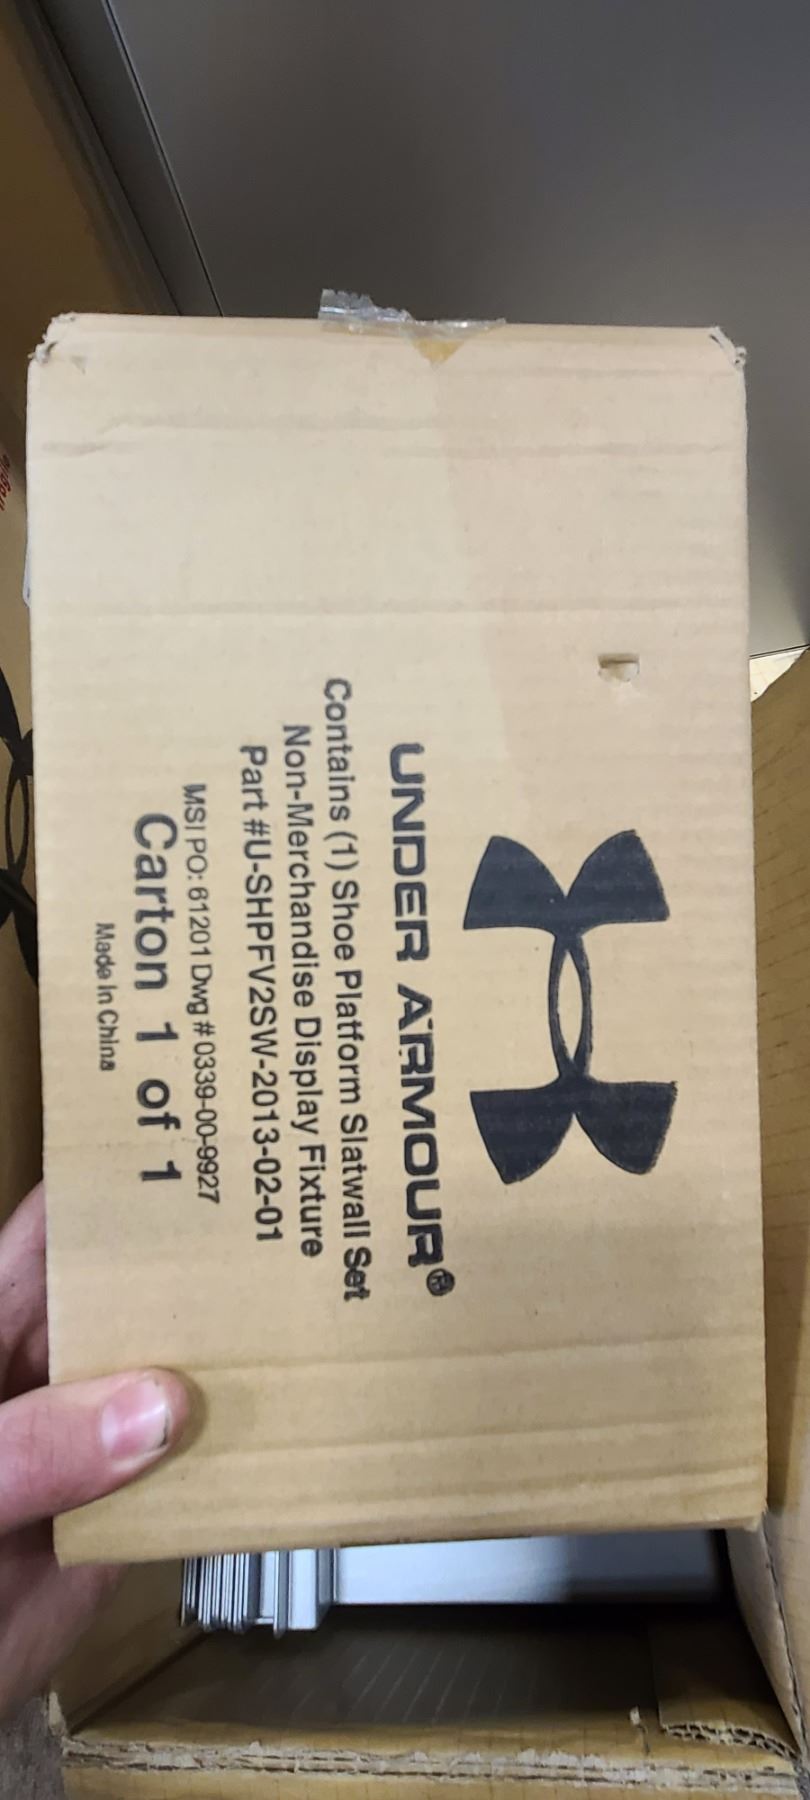 UNDER ARMOUR®
Contains (1) Shoe Platform Slatwall Set
Non-Merchandise Display Fixture
Part #U-SHPFV2SW-2013-02-01
MSI PO: 61201 Dwg # 0339-00-9927
Carton 1 of 1
Made In China